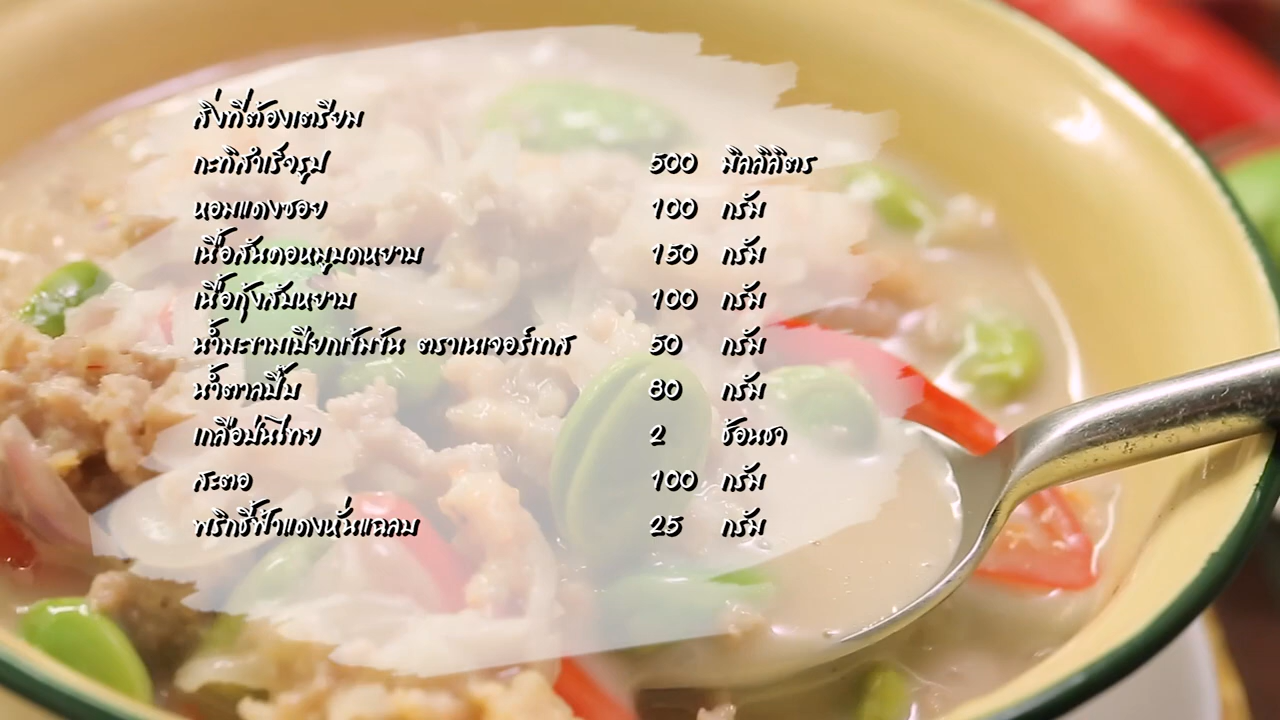 สิ่งที่ต้องเตรียม
กะทิสำเร็จรูป 500 มิลลิลิตร
หอมแดงซอย 100 กรัม
เนื้อสันคอหมูบดหยาบ 150 กรัม
เนื้อกุ้งสับหยาบ 100 กรัม
น้ำมะขามเปียกเข้มข้น ตราเนเจอร์เทส 50 กรัม
น้ำตาลปี๊บ 80 กรัม
เกลือป่นไทย 2 ช้อนชา
สะตอ 100 กรัม
พริกชี้ฟ้าแดงหั่นแฉลบ 25 กรัม